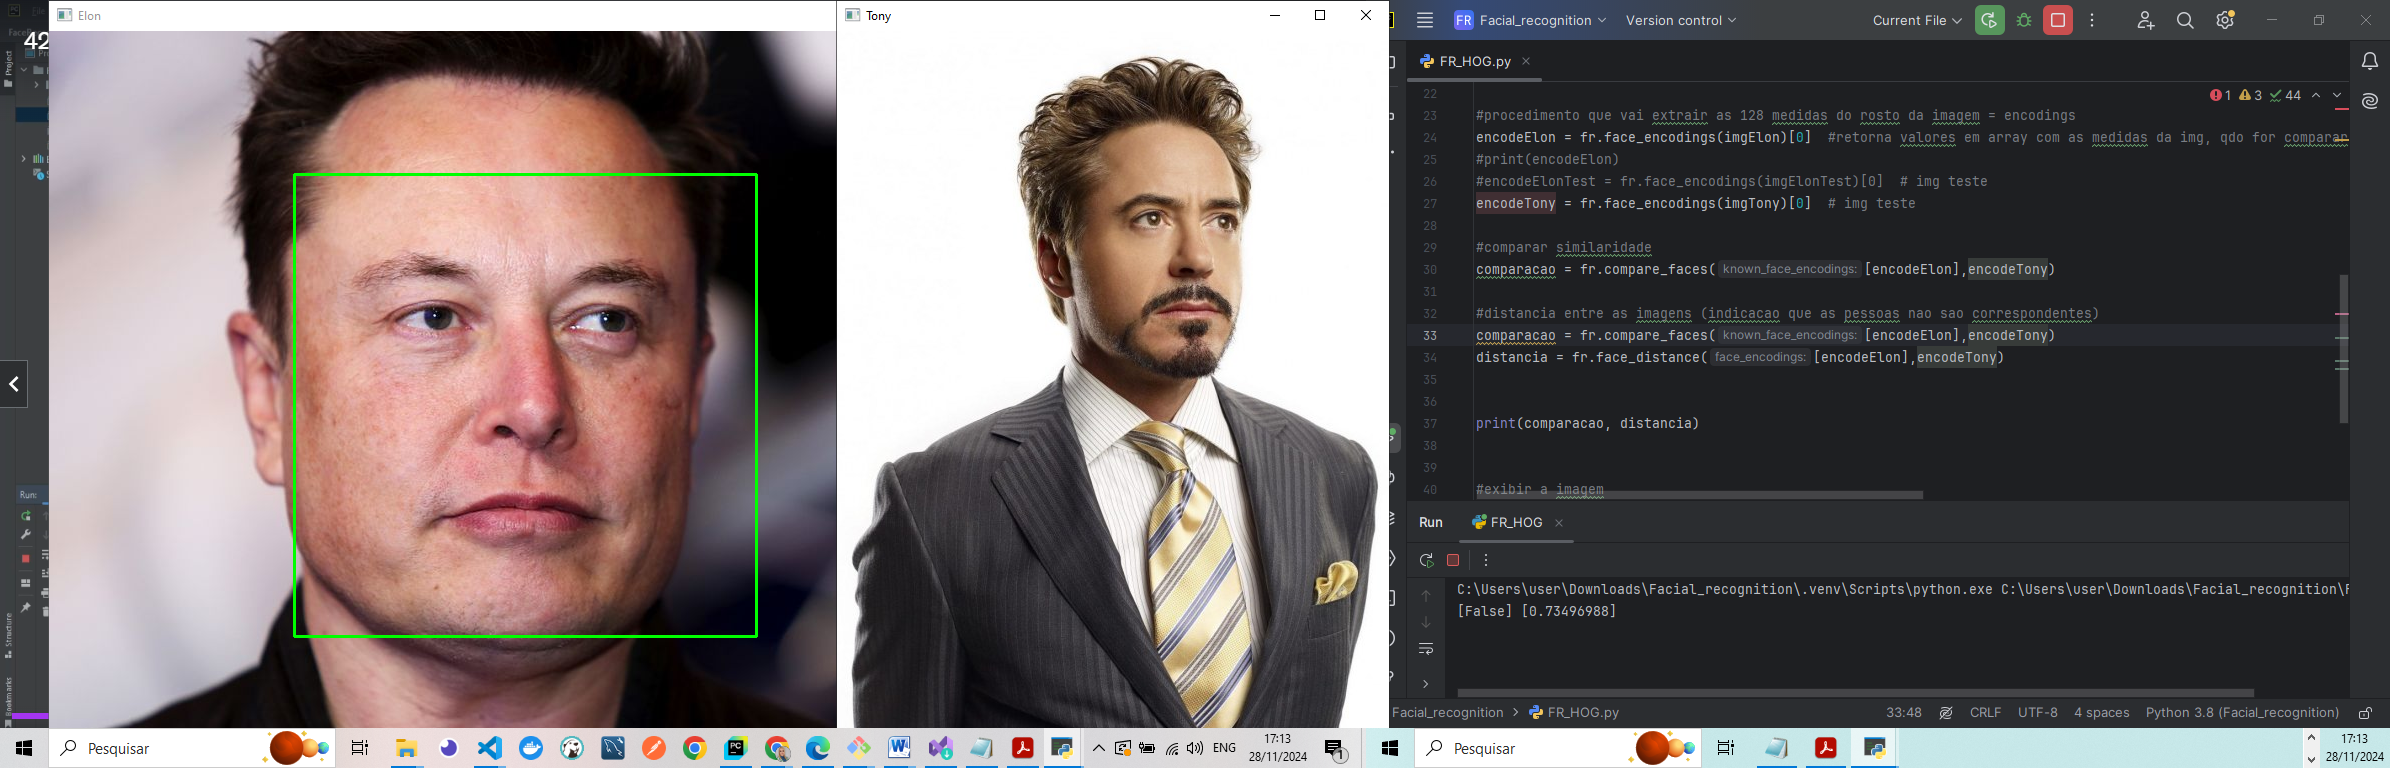 Elon
Tony
42
Project
Run:
Structure
Bookmarks
FR Facial_recognition
Version control
Current File
FR_HOG.py
1 3 44
22
23 #procedimento que vai extrair as 128 medidas do rosto da imagem = encodings
24 encodeElon = fr.face_encodings(imgElon)[0]  #retorna valores em array com as medidas da img, qdo for comparar
25 #print(encodeElon)
26 #encodeElonTest = fr.face_encodings(imgElonTest)[0]  # img teste
27 encodeTony = fr.face_encodings(imgTony)[0]  # img teste
28
29 #comparar similaridade
30 comparacao = fr.compare_faces( known_face_encodings: [encodeElon],encodeTony)
31
32 #distancia entre as imagens (indicacao que as pessoas nao sao correspondentes)
33 comparacao = fr.compare_faces( known_face_encodings: [encodeElon],encodeTony)
34 distancia = fr.face_distance( face_encodings: [encodeElon],encodeTony)
35
36
37 print(comparacao, distancia)
38
39
40 #exibir a imagem
Run FR_HOG
C:\Users\user\Downloads\Facial_recognition\.venv\Scripts\python.exe C:\Users\user\Downloads\Facial_recognition\F
[False] [0.73496988]
Facial_recognition > FR_HOG.py
33:48 CRLF UTF-8 4 spaces Python 3.8 (Facial_recognition)
Pesquisar
ENG
17:13
28/11/2024
1
Pesquisar
17:13
28/11/2024